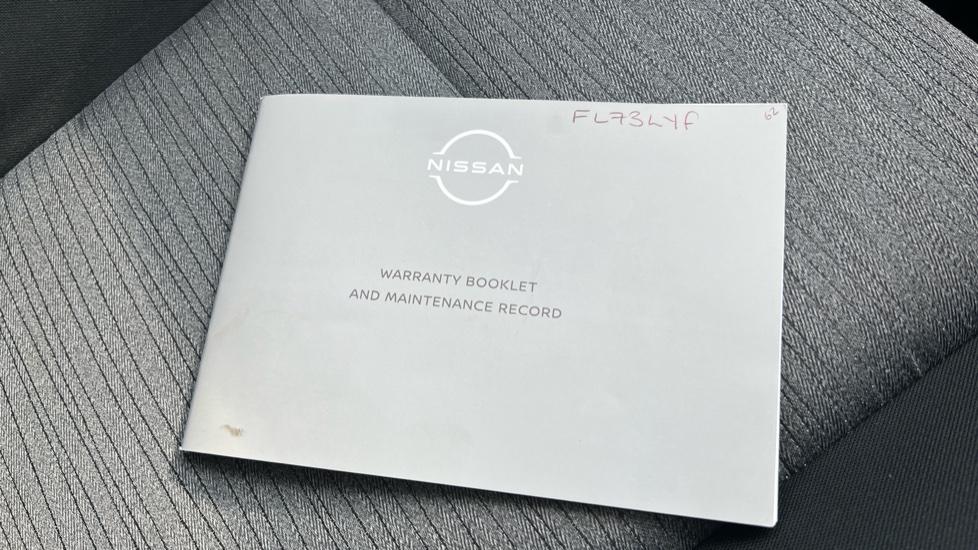 FL73LYF
62
NISSAN
WARRANTY BOOKLET
AND MAINTENANCE RECORD